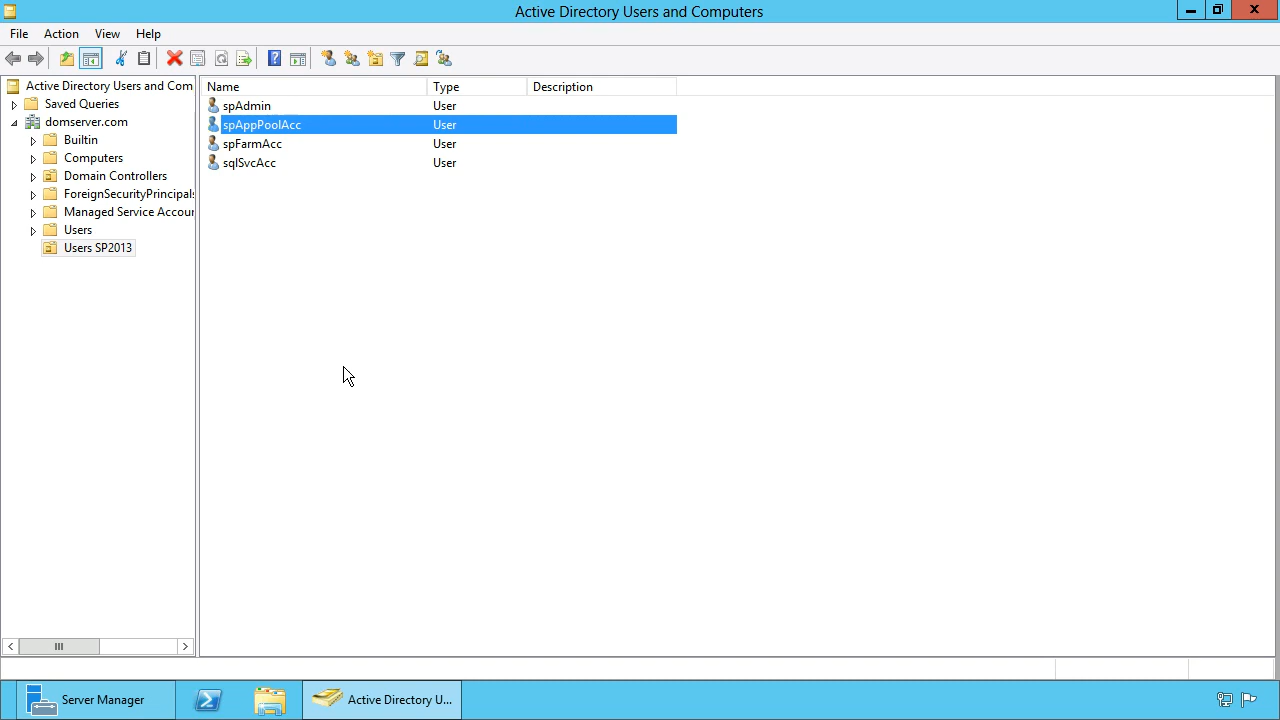 Active Directory Users and Computers
File Action View Help
Active Directory Users and Com
Saved Queries
domserver.com
Builtin
Computers
Domain Controllers
ForeignSecurityPrincipals
Managed Service Accour
Users
Users SP2013
Name Type Description
spAdmin User
spAppPoolAcc User
spFarmAcc User
sqlSvcAcc User
Server Manager
Active Directory U...